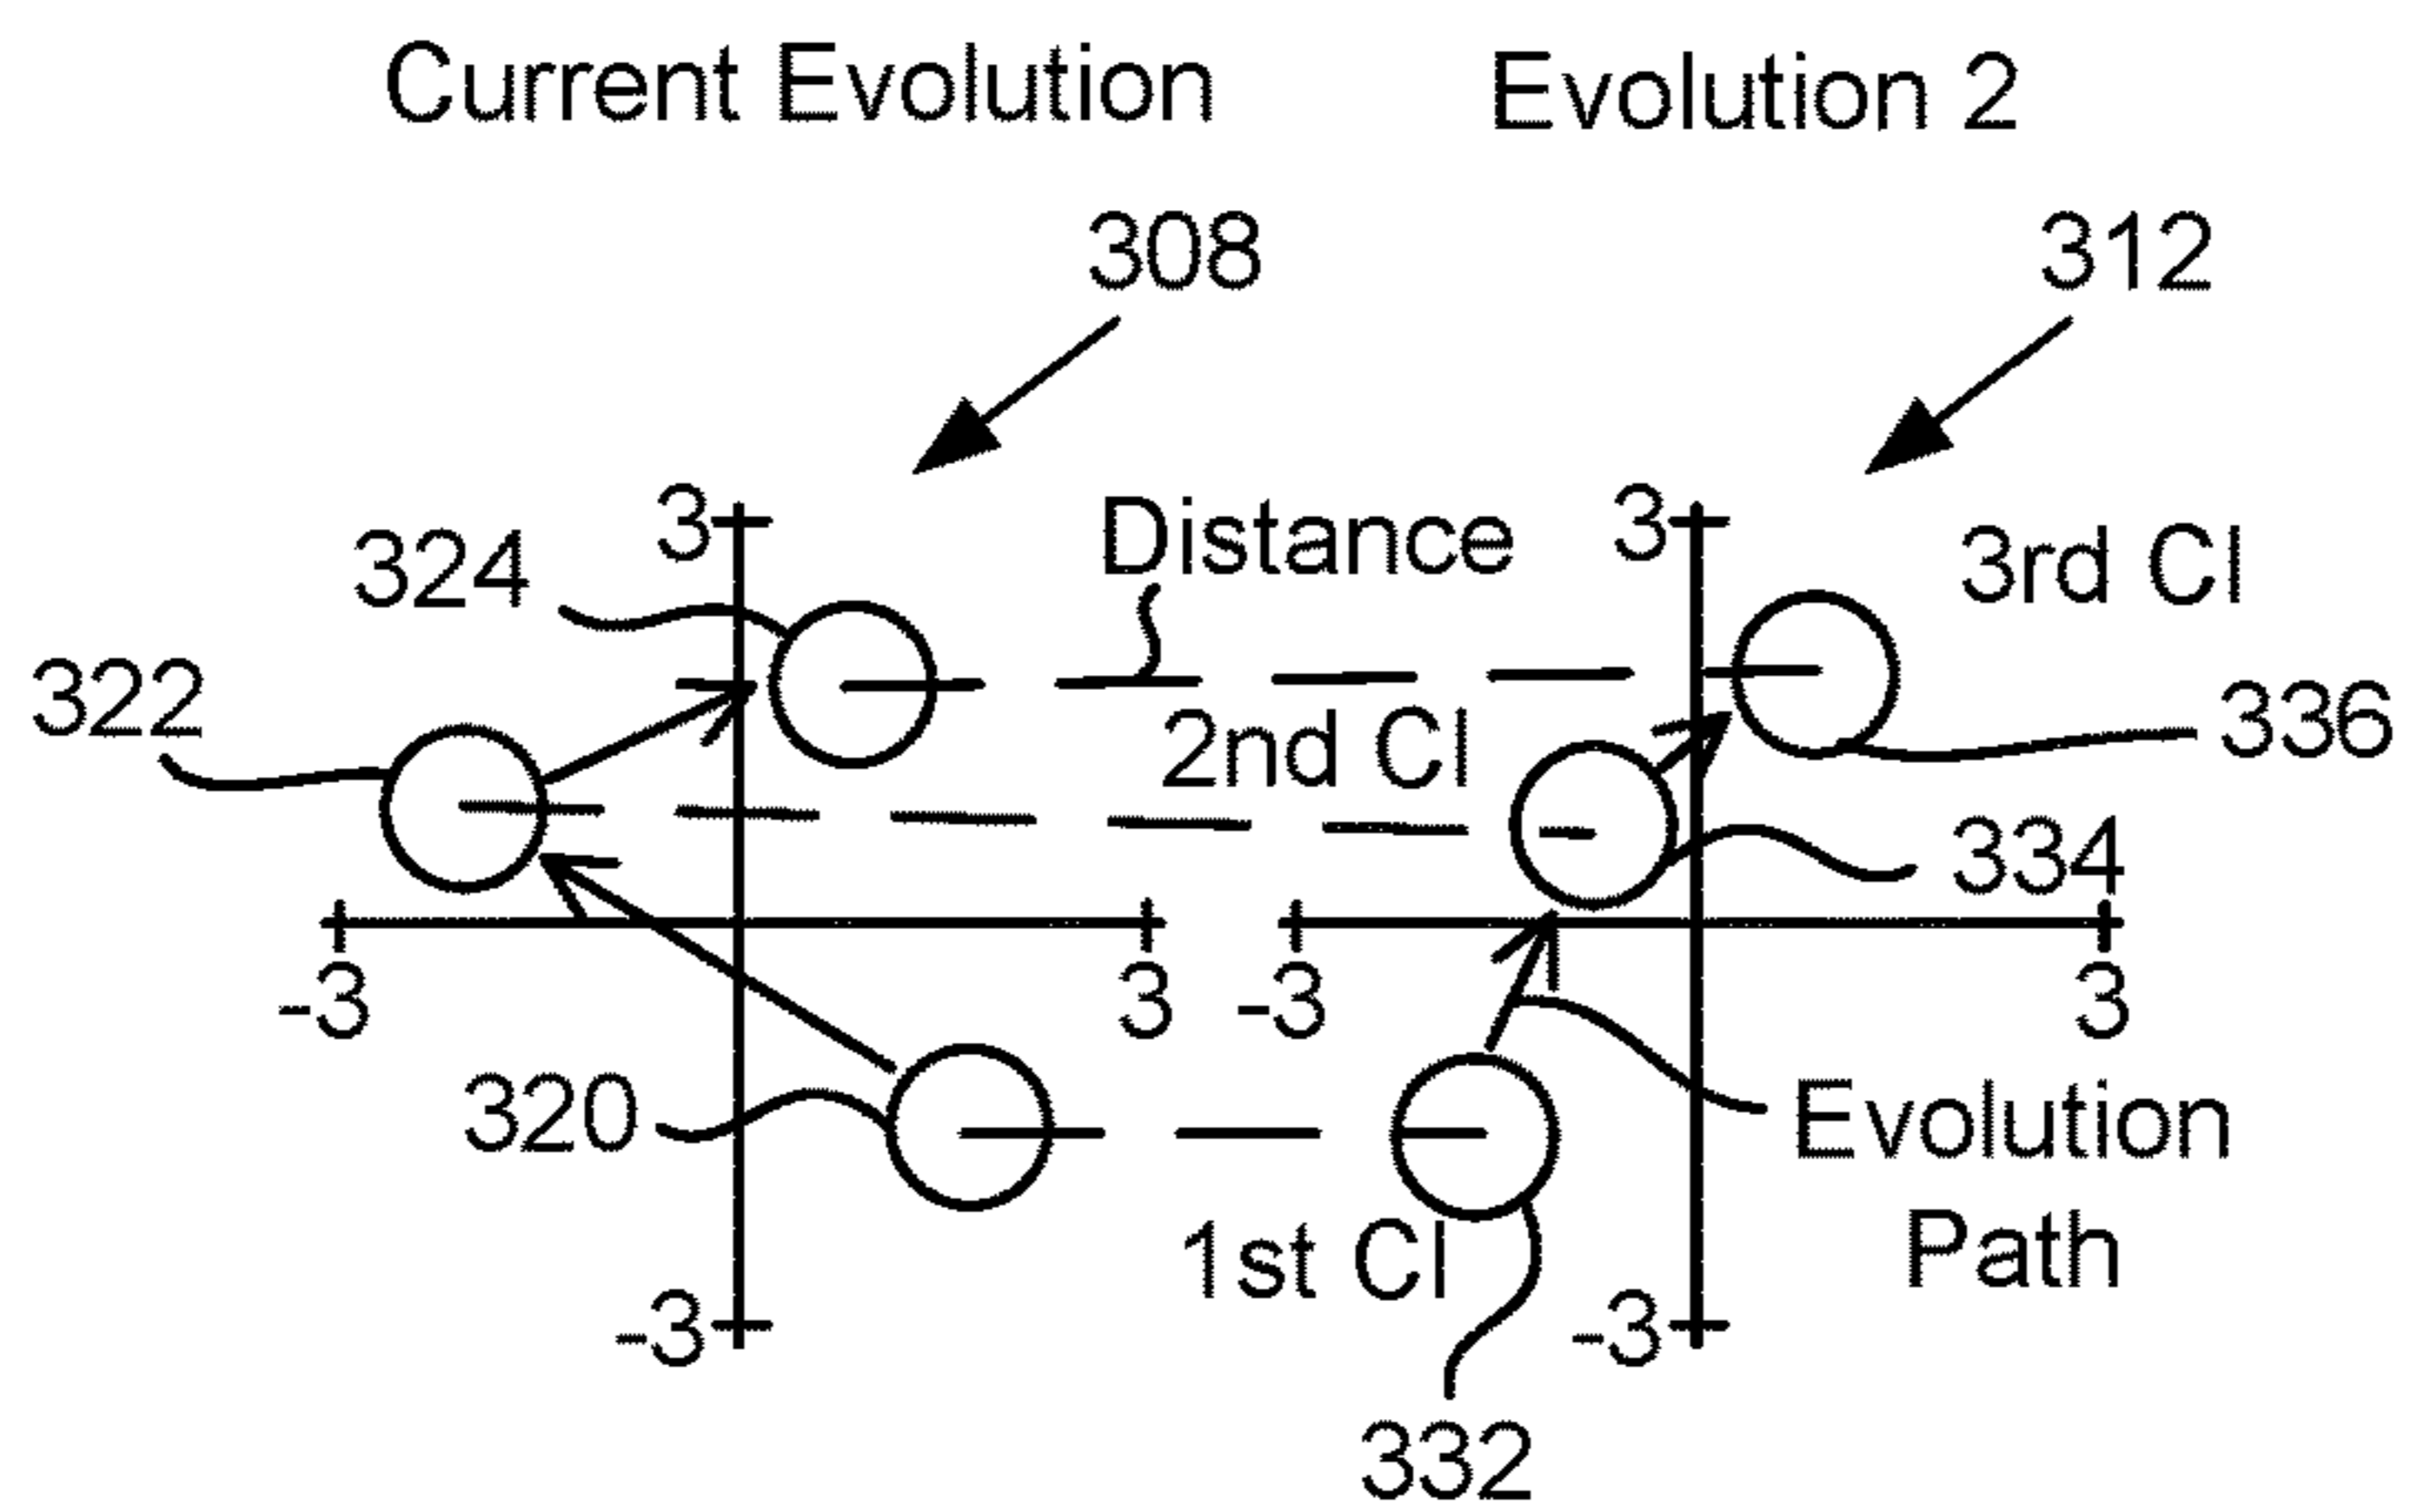 Current Evolution
Evolution 2
308
312
3
Distance
3
3rd CI
324
322
2nd CI
336
334
-3
3
-3
3
320
Evolution
Path
1st CI
-3
-3
332